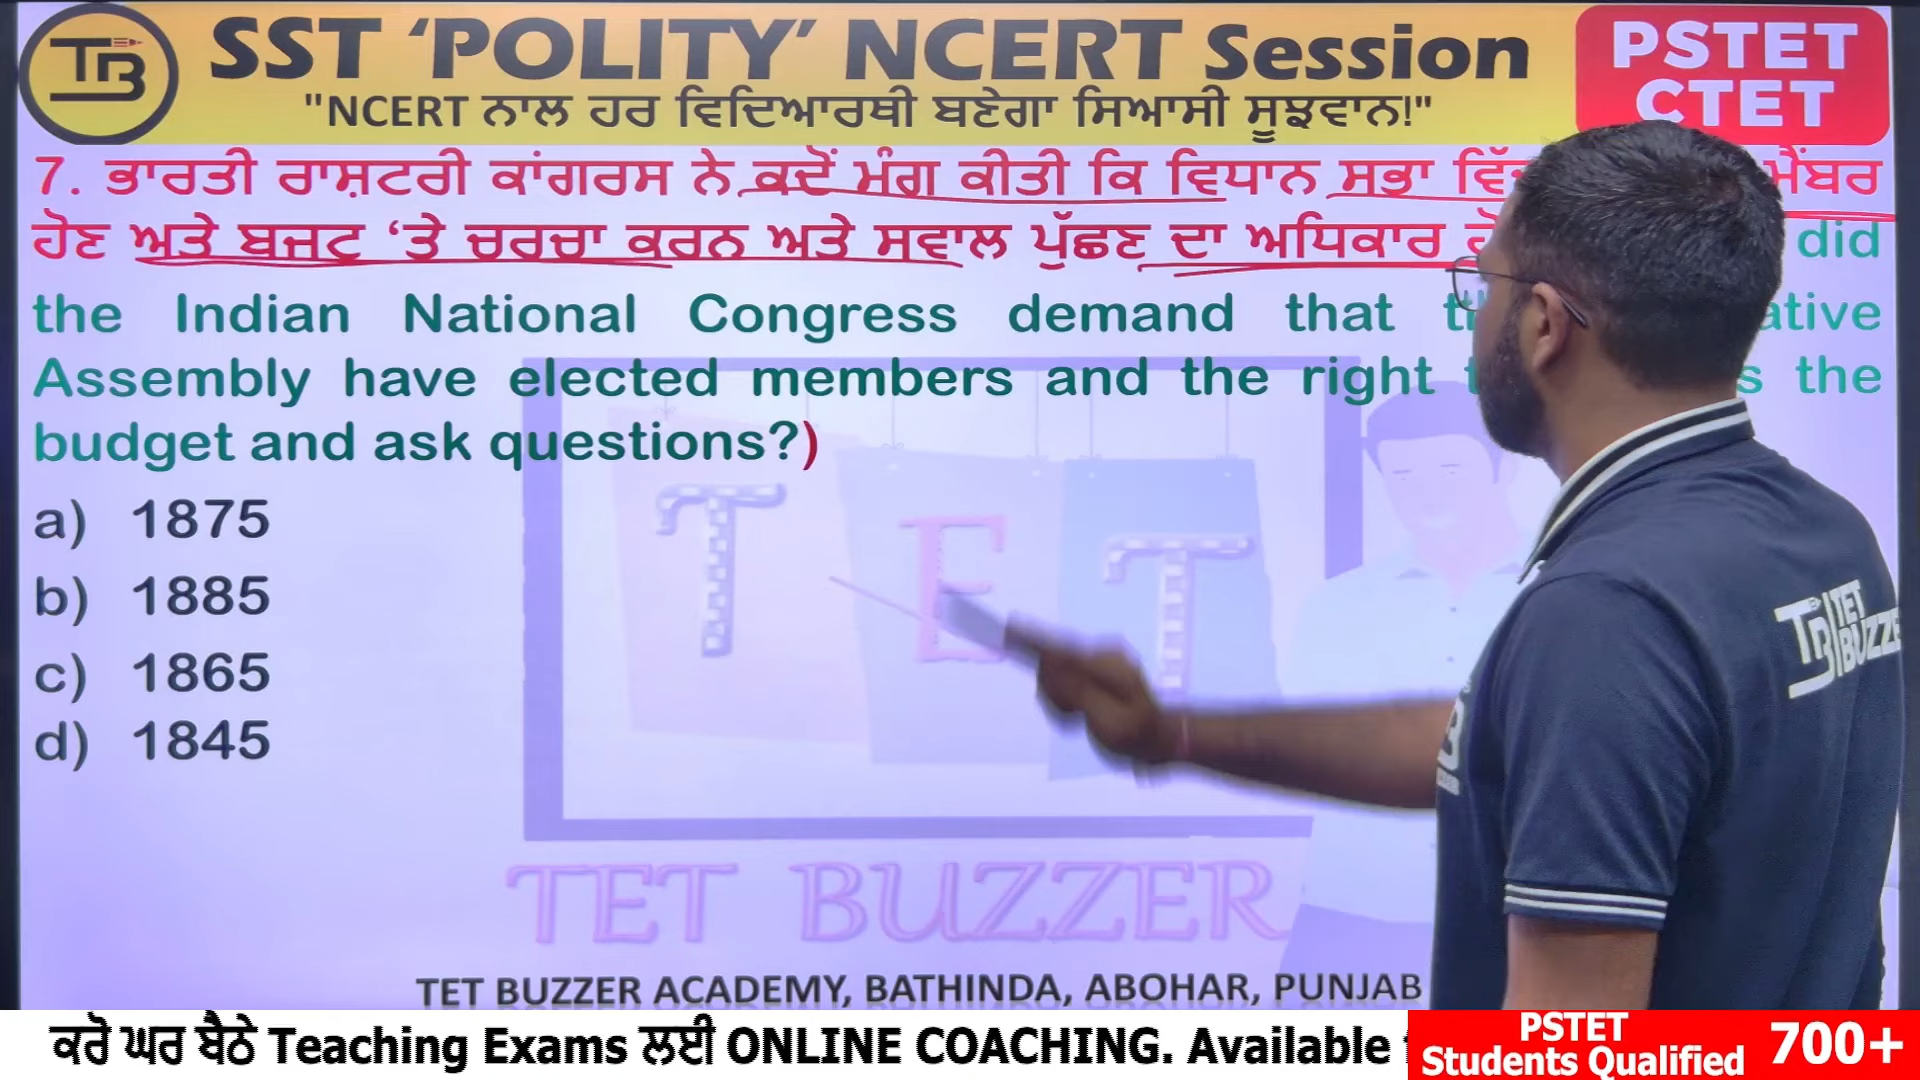 TB
SST ‘POLITY’ NCERT Session
"NCERT ਨਾਲ ਹਰ ਵਿਦਿਆਰਥੀ ਬਣੇਗਾ ਸਿਆਸੀ ਸੂਝਵਾਨ!"
PSTET
CTET
7. ਭਾਰਤੀ ਰਾਸ਼ਟਰੀ ਕਾਂਗਰਸ ਨੇ ਕਦੋਂ ਮੰਗ ਕੀਤੀ ਕਿ ਵਿਧਾਨ ਸਭਾ ਮੈਂਬਰ
ਹੋਣ ਅਤੇ ਬਜਟ ‘ਤੇ ਚਰਚਾ ਕਰਨ ਅਤੇ ਸਵਾਲ ਪੁੱਛਣ ਦਾ ਅਧਿਕਾਰ did
the Indian National Congress demand that
Assembly have elected members and the right the
budget and ask questions?)
a) 1875
b) 1885
c) 1865
d) 1845
T E T
TET BUZZER
TET BUZZER ACADEMY, BATHINDA, ABOHAR, PUNJAB
TB TET
BUZZE
ਕਰੋ ਘਰ ਬੈਠੇ Teaching Exams ਲਈ ONLINE COACHING. Available
PSTET
Students Qualified 700+